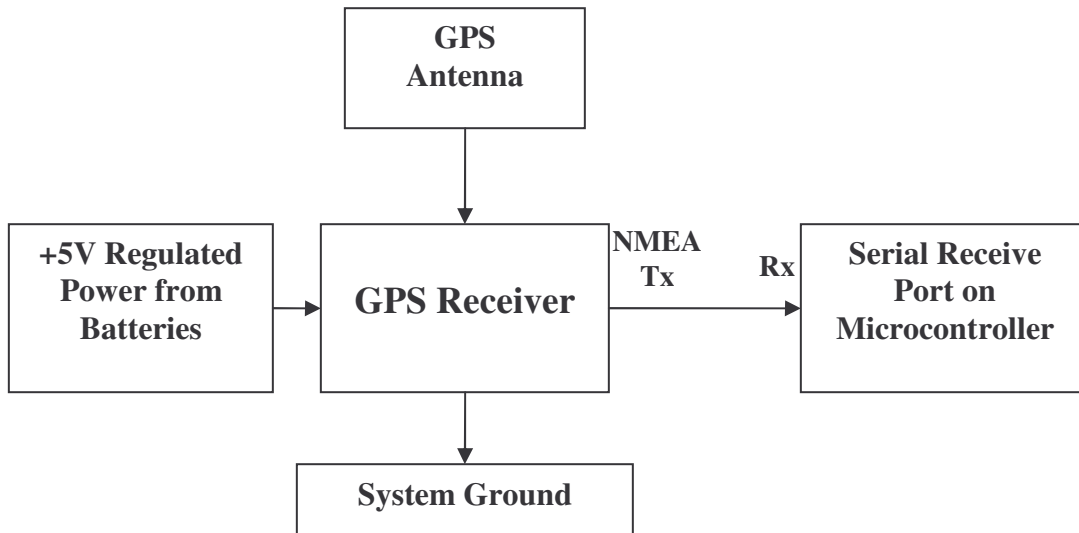 GPS
Antenna
+5V Regulated
Power from
Batteries
GPS Receiver
NMEA
Tx
Rx
Serial Receive
Port on
Microcontroller
System Ground